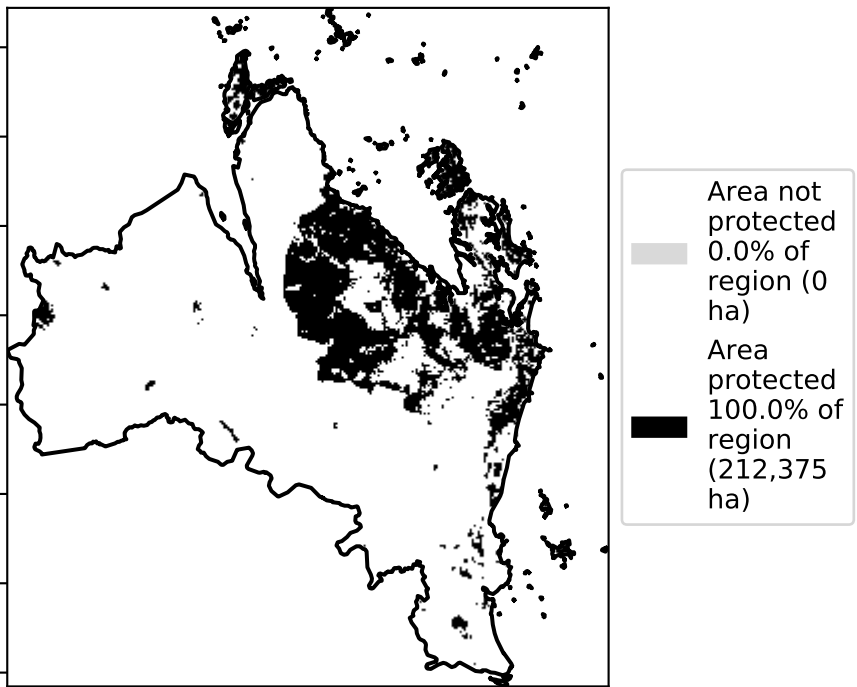 Area not
protected
0.0% of
region (0
ha)
Area
protected
100.0% of
region
(212,375
ha)